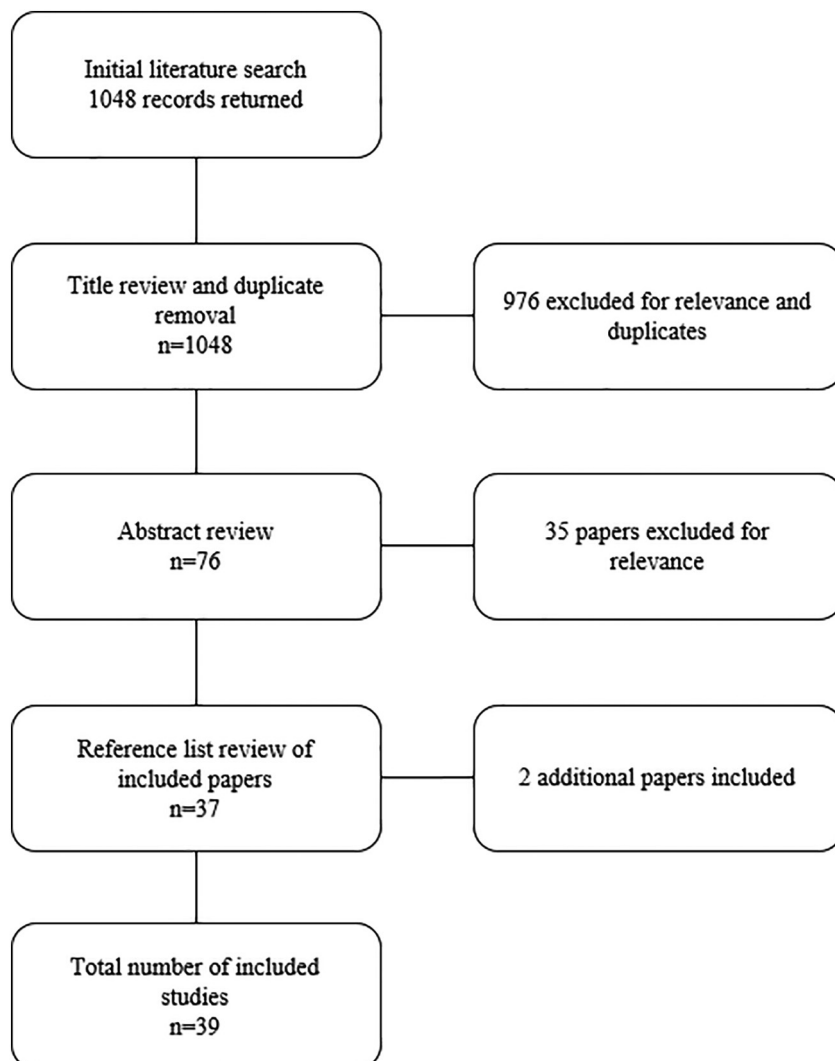 Initial literature search
1048 records returned
Title review and duplicate
removal
n=1048
976 excluded for relevance and
duplicates
Abstract review
n=76
35 papers excluded for
relevance
Reference list review of
included papers
n=37
2 additional papers included
Total number of included
studies
n=39